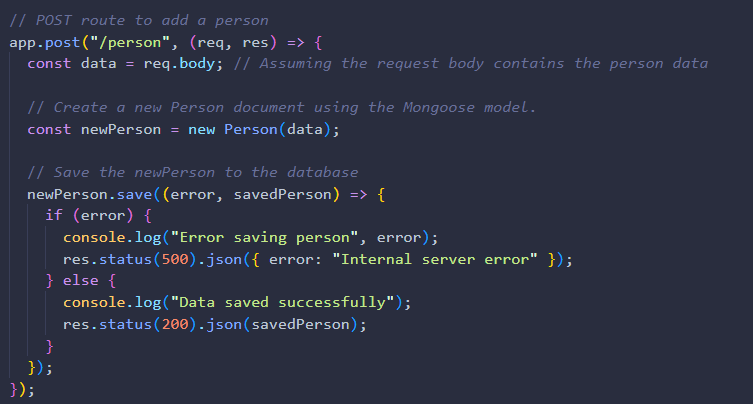 // POST route to add a person
app.post("/person", (req, res) => {
  const data = req.body; // Assuming the request body contains the person data

  // Create a new Person document using the Mongoose model.
  const newPerson = new Person(data);

  // Save the newPerson to the database
  newPerson.save((error, savedPerson) => {
    if (error) {
      console.log("Error saving person", error);
      res.status(500).json({ error: "Internal server error" });
    } else {
      console.log("Data saved successfully");
      res.status(200).json(savedPerson);
    }
  });
});